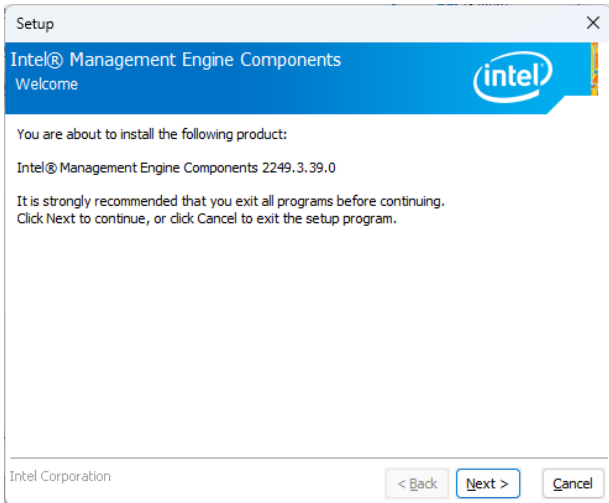 Setup
Intel® Management Engine Components
Welcome
intel
You are about to install the following product:
Intel® Management Engine Components 2249.3.39.0
It is strongly recommended that you exit all programs before continuing.
Click Next to continue, or click Cancel to exit the setup program.
Intel Corporation
< Back Next > Cancel